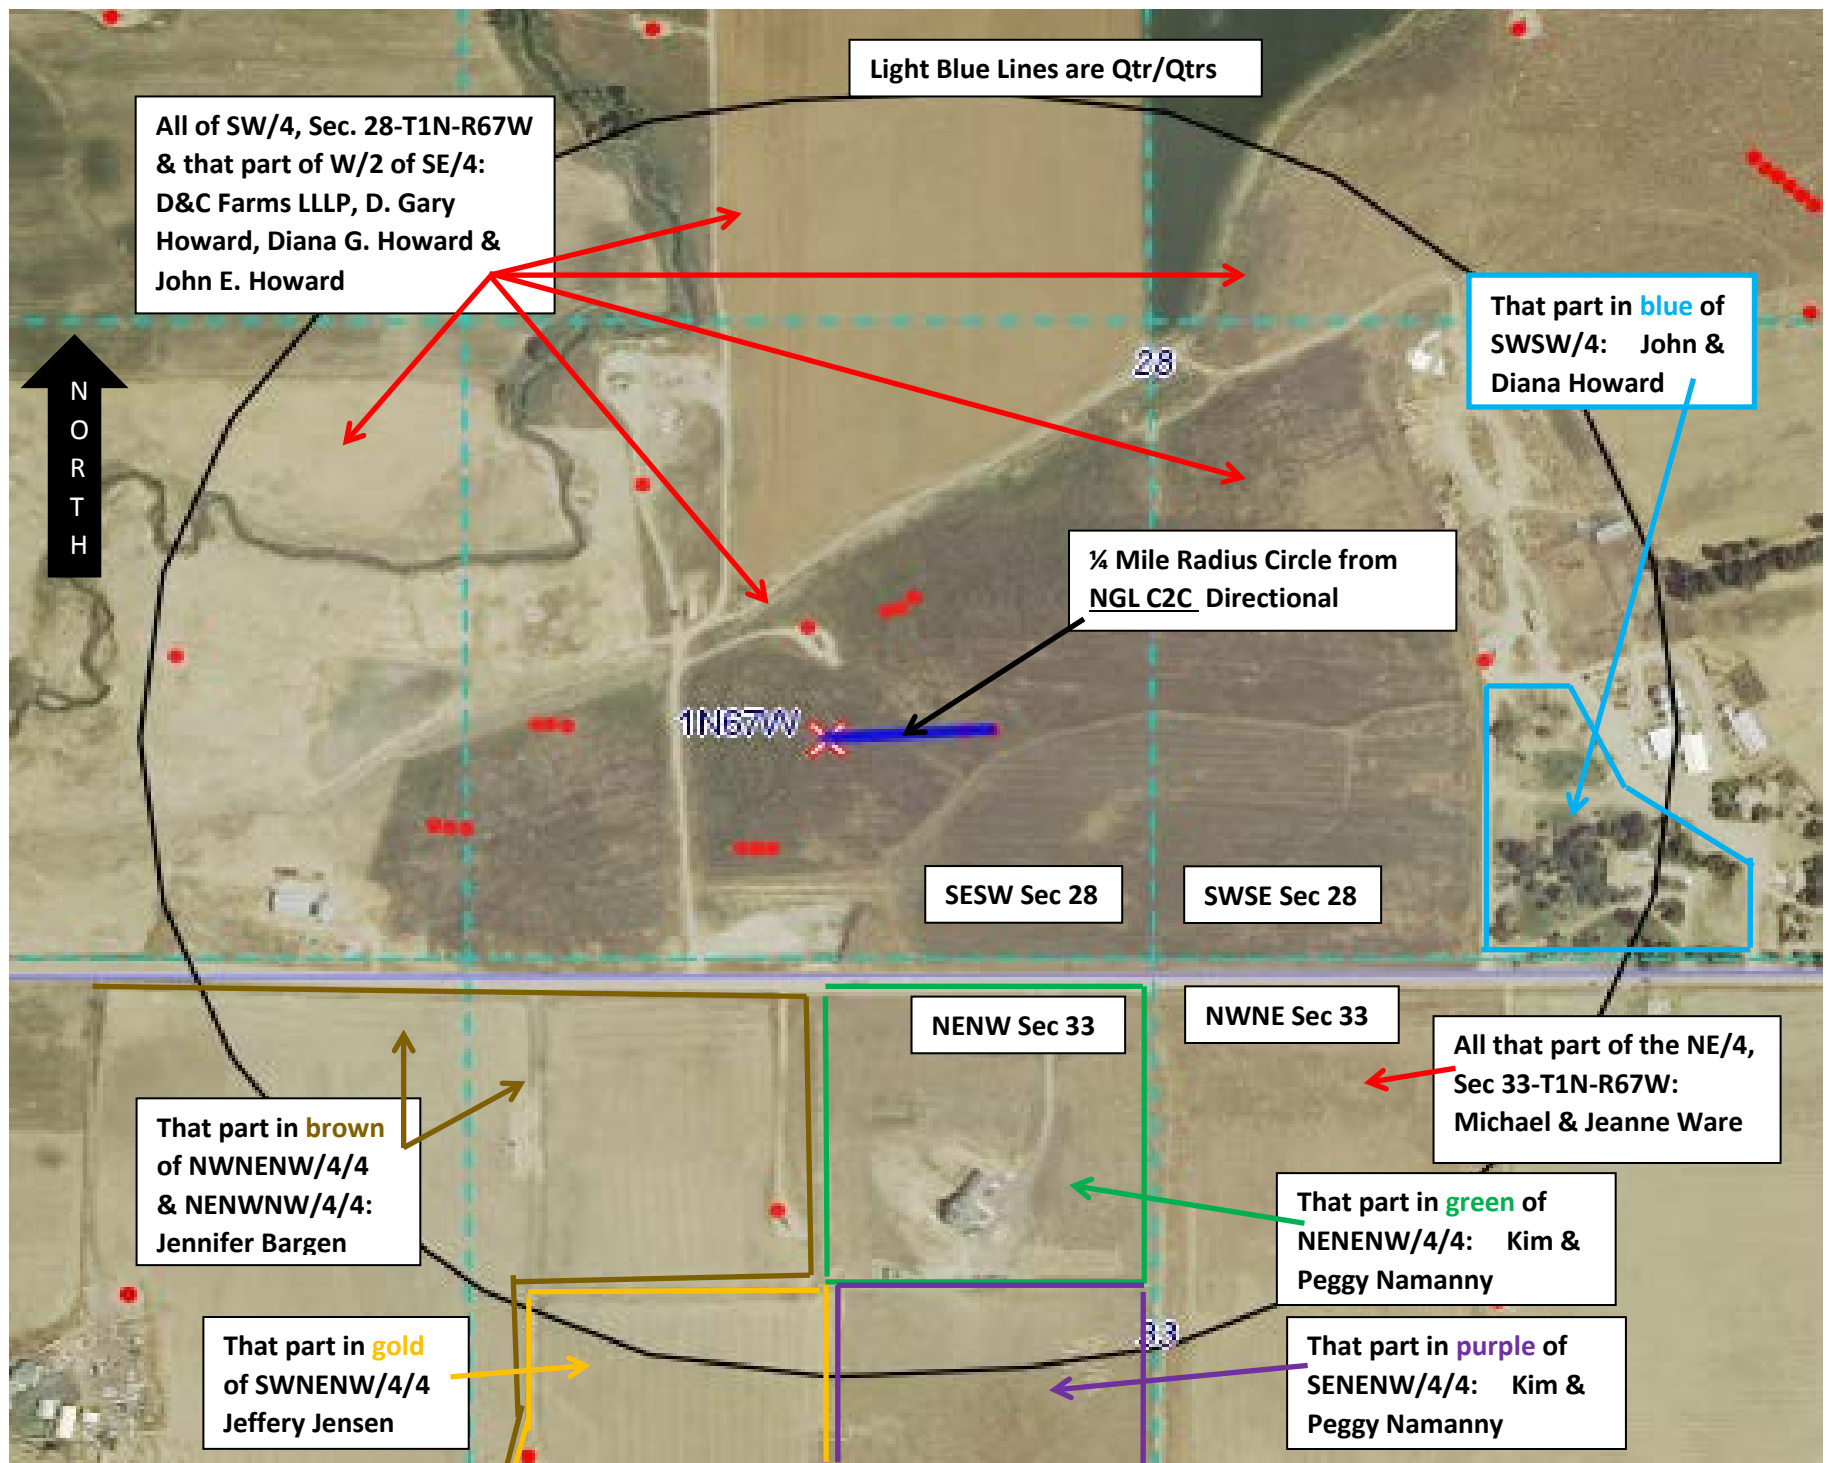 Light Blue Lines are Qtr/Qtrs
All of SW/4, Sec. 28-T1N-R67W
& that part of W/2 of SE/4:
D&C Farms LLLP, D. Gary
Howard, Diana G. Howard &
John E. Howard
That part in blue of
SWSW/4: John &
Diana Howard
28
N
O
R
T
H
¼ Mile Radius Circle from
NGL C2C Directional
1N67W
SESW Sec 28
SWSE Sec 28
NENW Sec 33
NWNE Sec 33
All that part of the NE/4,
Sec 33-T1N-R67W:
Michael & Jeanne Ware
That part in brown
of NWNENW/4/4
& NENWNW/4/4:
Jennifer Bargen
That part in green of
NENENW/4/4: Kim &
Peggy Namanny
33
That part in gold
of SWNENW/4/4
Jeffery Jensen
That part in purple of
SENENW/4/4: Kim &
Peggy Namanny